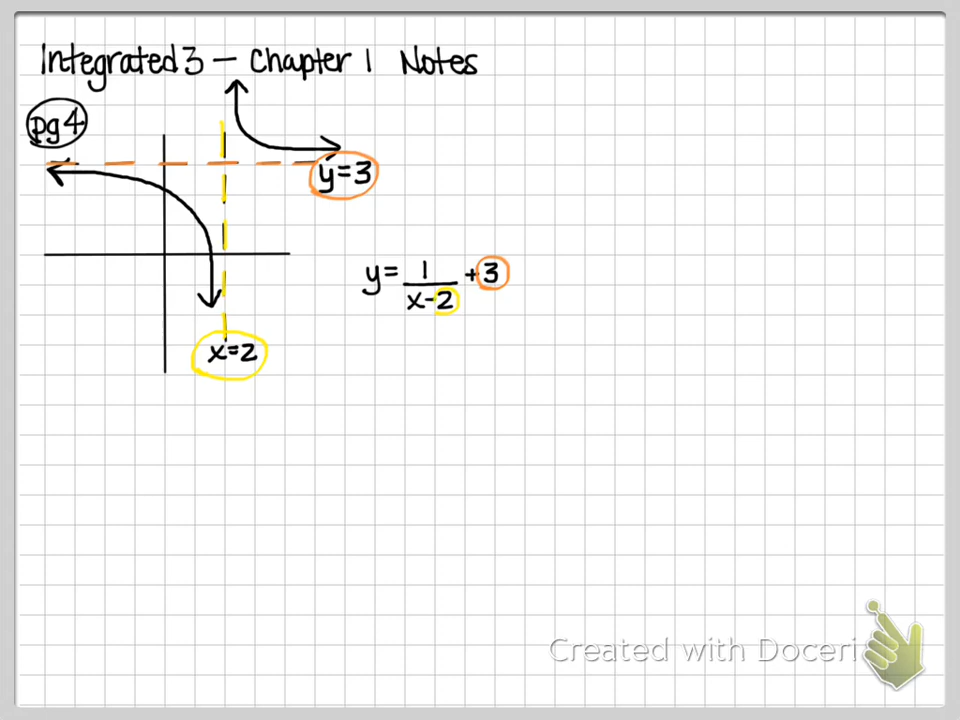 Integrated 3 – Chapter 1 Notes
pg 4
y=3
y= 1/(x-2) +3
x=2
Created with Doceri